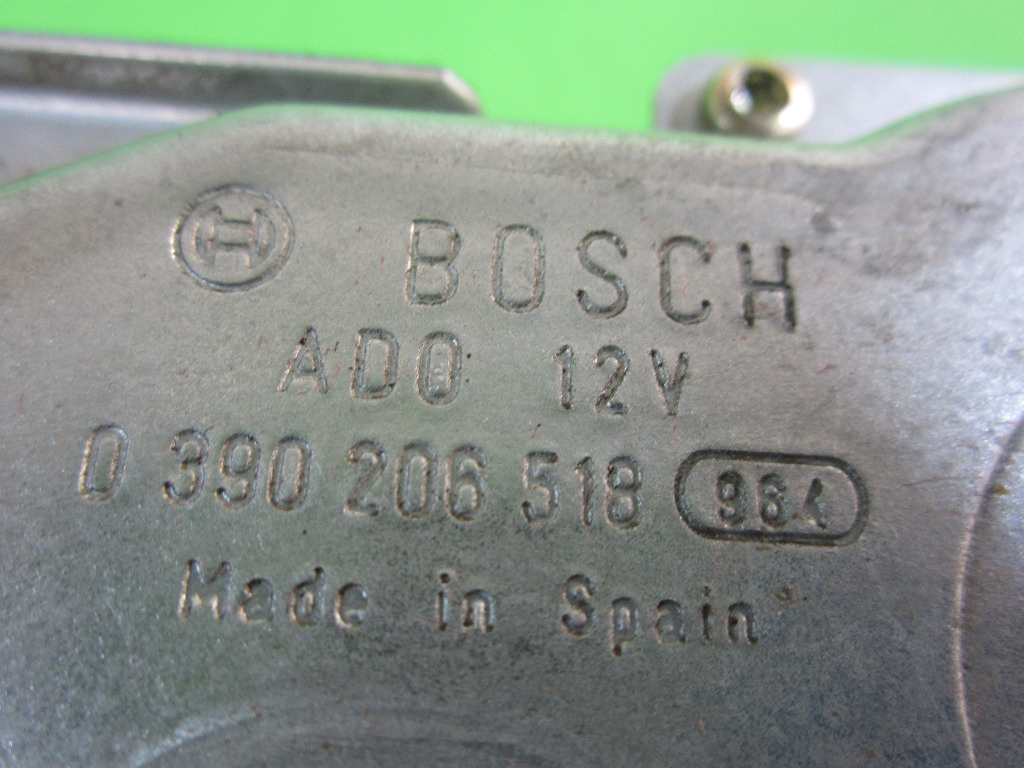 BOSCH
ADO 12V
0 390 206 518
Made in Spain